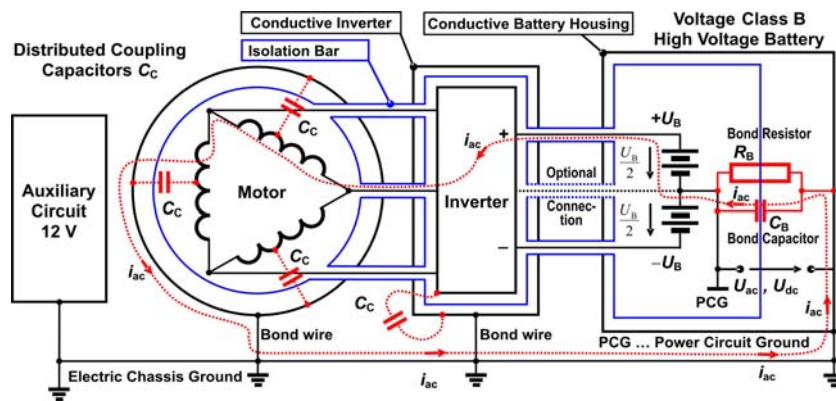 Distributed Coupling
Capacitors CC
Conductive Inverter
Isolation Bar
Conductive Battery Housing
Voltage Class B
High Voltage Battery
Auxiliary
Circuit
12 V
CC
CC
CC
CC
Motor
Inverter
+
−
iac
Optional
Connec-
tion
+UB
UB
2
UB
2
−UB
Bond Resistor
RB
iac
CB
Bond Capacitor
Uac , Udc
PCG
iac
iac
Bond wire
Bond wire
PCG ... Power Circuit Ground
Electric Chassis Ground
iac
iac